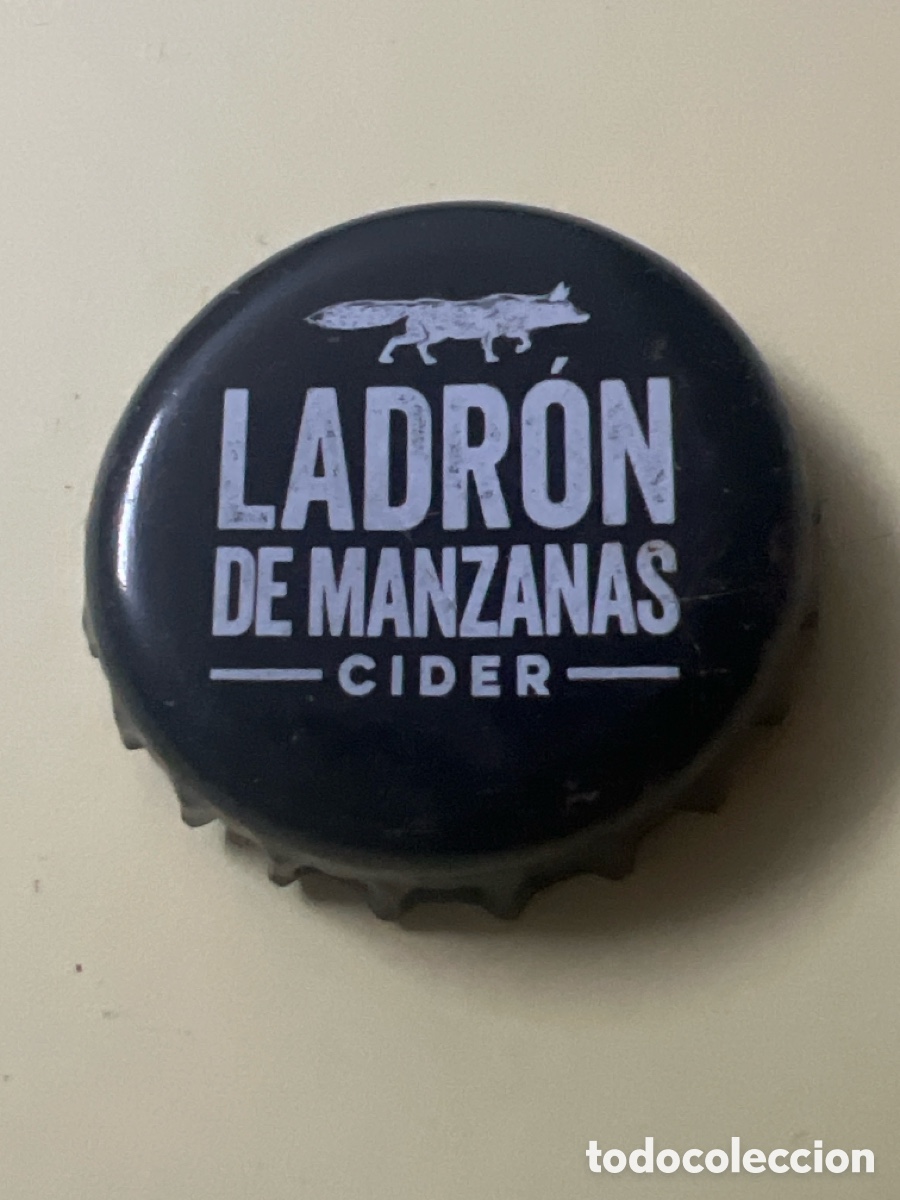 LADRÓN
DE MANZANAS
CIDER
todocoleccion